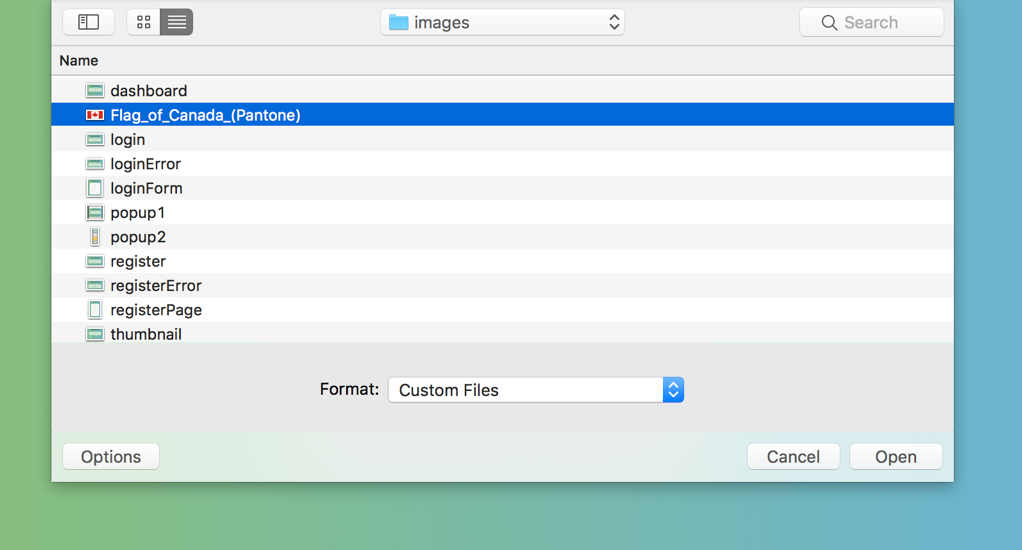 images
Search
Name
dashboard
Flag_of_Canada_(Pantone)
login
loginError
loginForm
popup1
popup2
register
registerError
registerPage
thumbnail
Format: Custom Files
Options Cancel Open